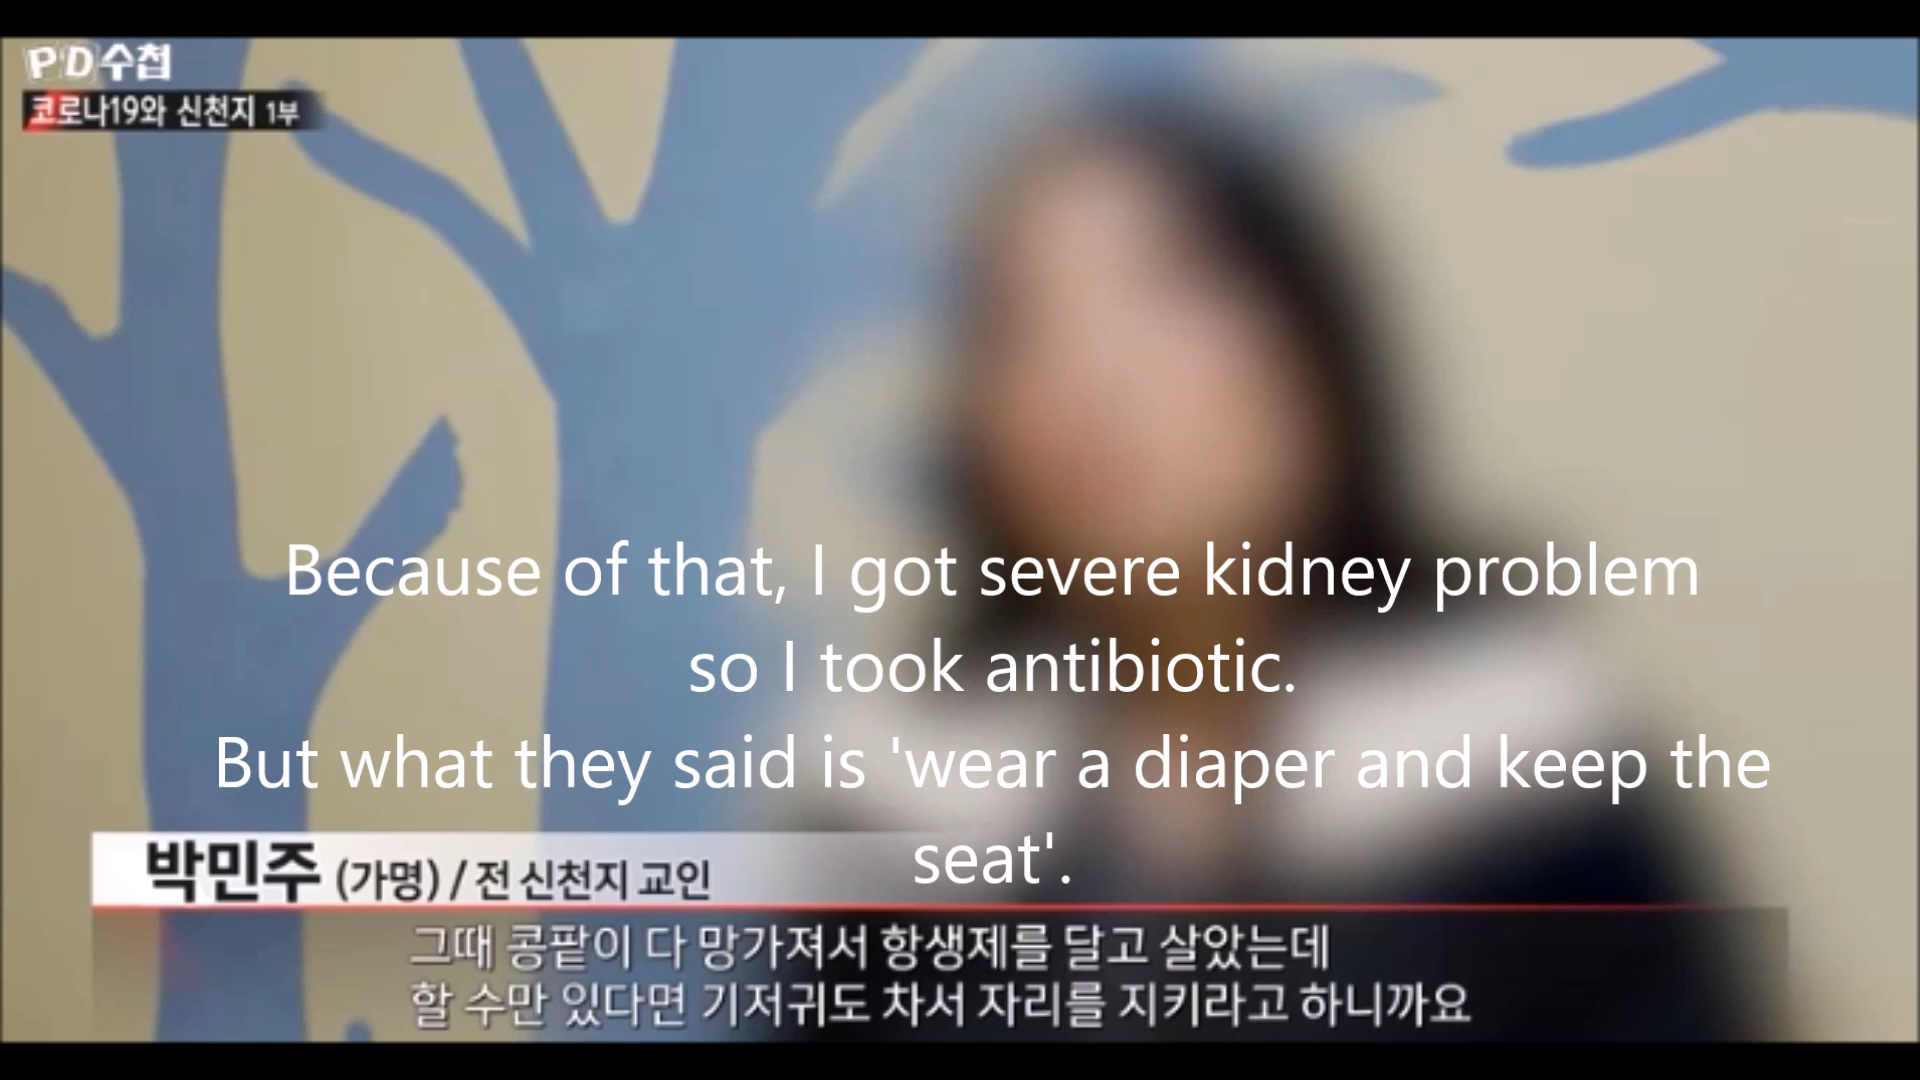 PD수첩
코로나19와 신천지 1부
Because of that, I got severe kidney problem
so I took antibiotic.
But what they said is 'wear a diaper and keep the
seat'.
박민주 (가명) / 전 신천지 교인
그때 콩팥이 다 망가져서 항생제를 달고 살았는데
할 수만 있다면 기저귀도 차서 자리를 지키라고 하니까요